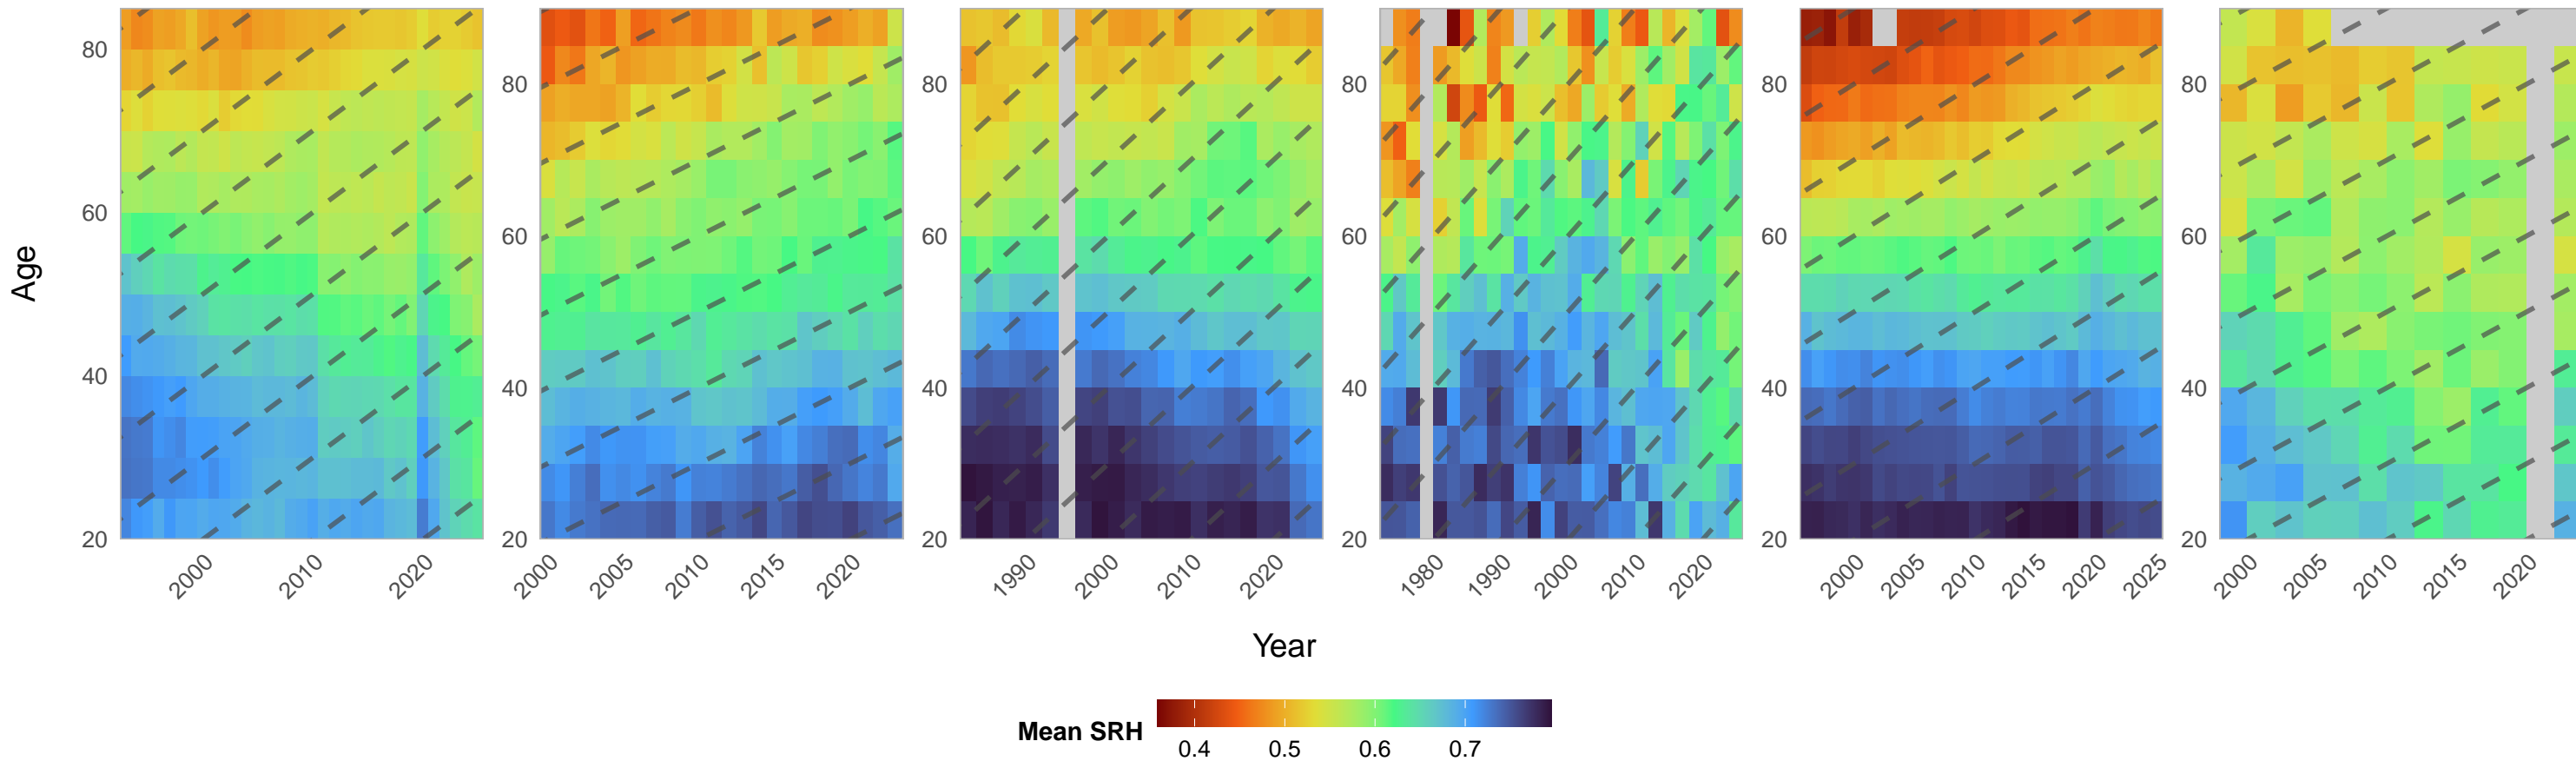 80 80 80 80 80 80
60 60 60 60 60 60
40 40 40 40 40 40
20 20 20 20 20 20
Age
2000 2010 2020
2000 2005 2010 2015 2020
1990 2000 2010 2020
1980 1990 2000 2010 2020
2000 2005 2010 2015 2020 2025
2000 2005 2010 2015 2020
Year
Mean SRH
0.4 0.5 0.6 0.7